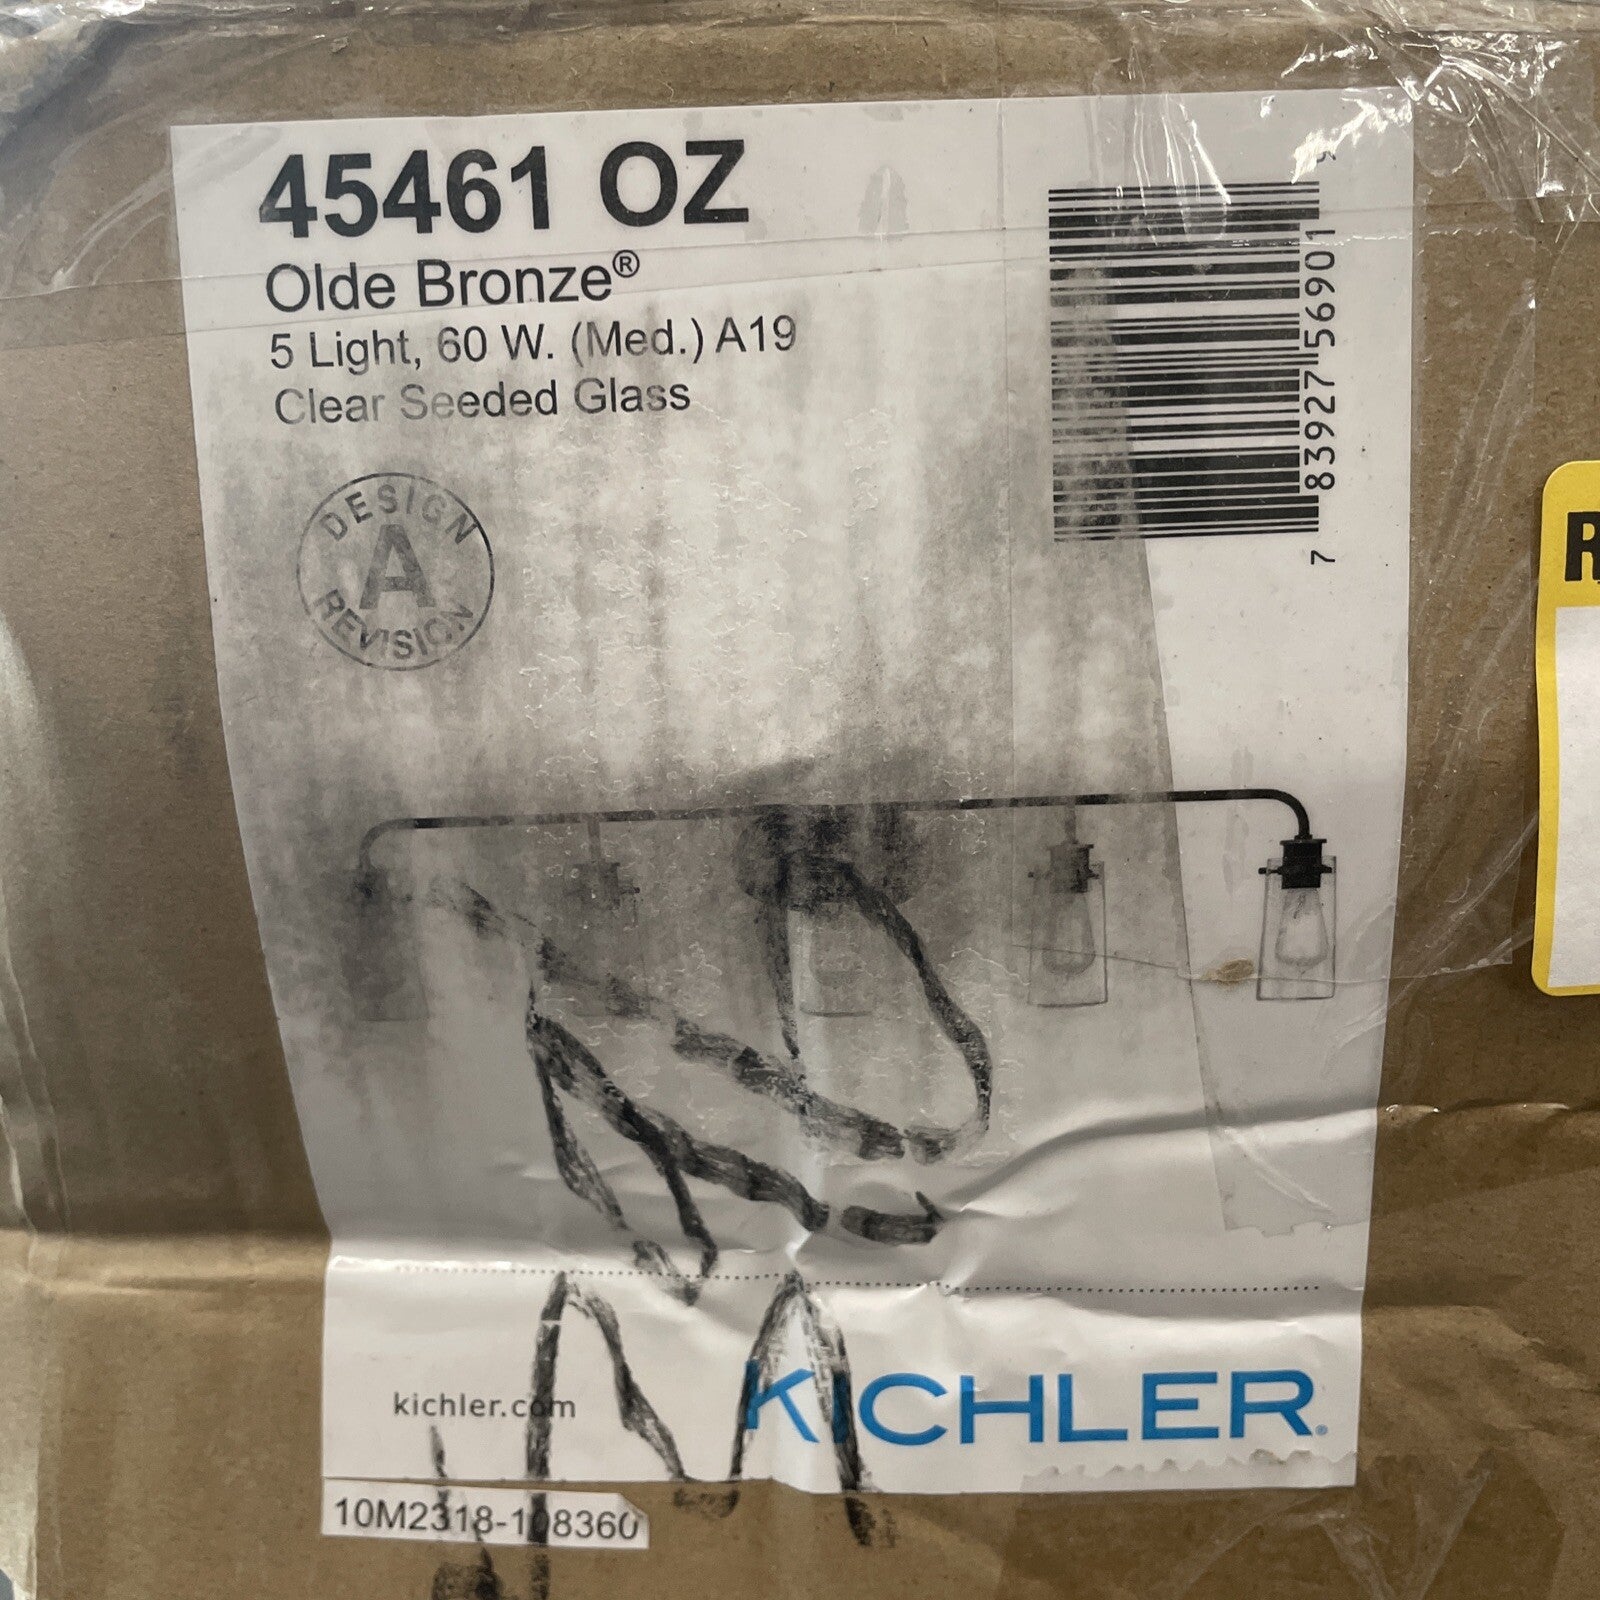 45461 OZ
Olde Bronze®
5 Light, 60 W. (Med.) A19
Clear Seeded Glass
7 83927 56901 9
DESIGN
A
REVISION
R
kichler.com
KICHLER®
10M2318-108360